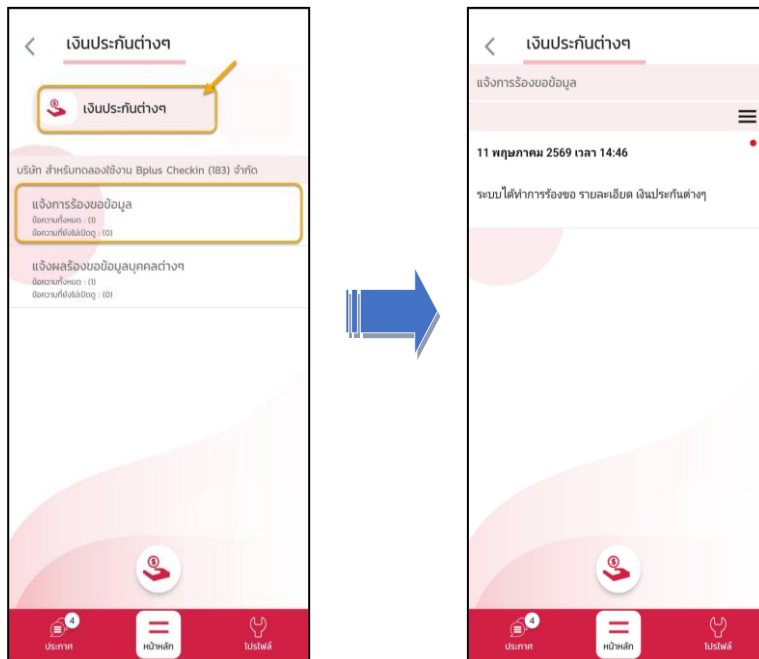 เงินประกันต่างๆ
เงินประกันต่างๆ
บริษัท สำหรับทดลองใช้งาน Bplus Checkin (183) จำกัด
แจ้งการร้องขอข้อมูล
ข้อความทั้งหมด : (1)
ข้อความที่ยังไม่เปิดดู : (0)
แจ้งผลร้องขอข้อมูลบุคคลต่างๆ
ข้อความทั้งหมด : (1)
ข้อความที่ยังไม่เปิดดู : (0)
4
ประกาศ
หน้าหลัก
โปรไฟล์
เงินประกันต่างๆ
แจ้งการร้องขอข้อมูล
11 พฤษภาคม 2569 เวลา 14:46
ระบบได้ทำการร้องขอ รายละเอียด เงินประกันต่างๆ
4
ประกาศ
หน้าหลัก
โปรไฟล์